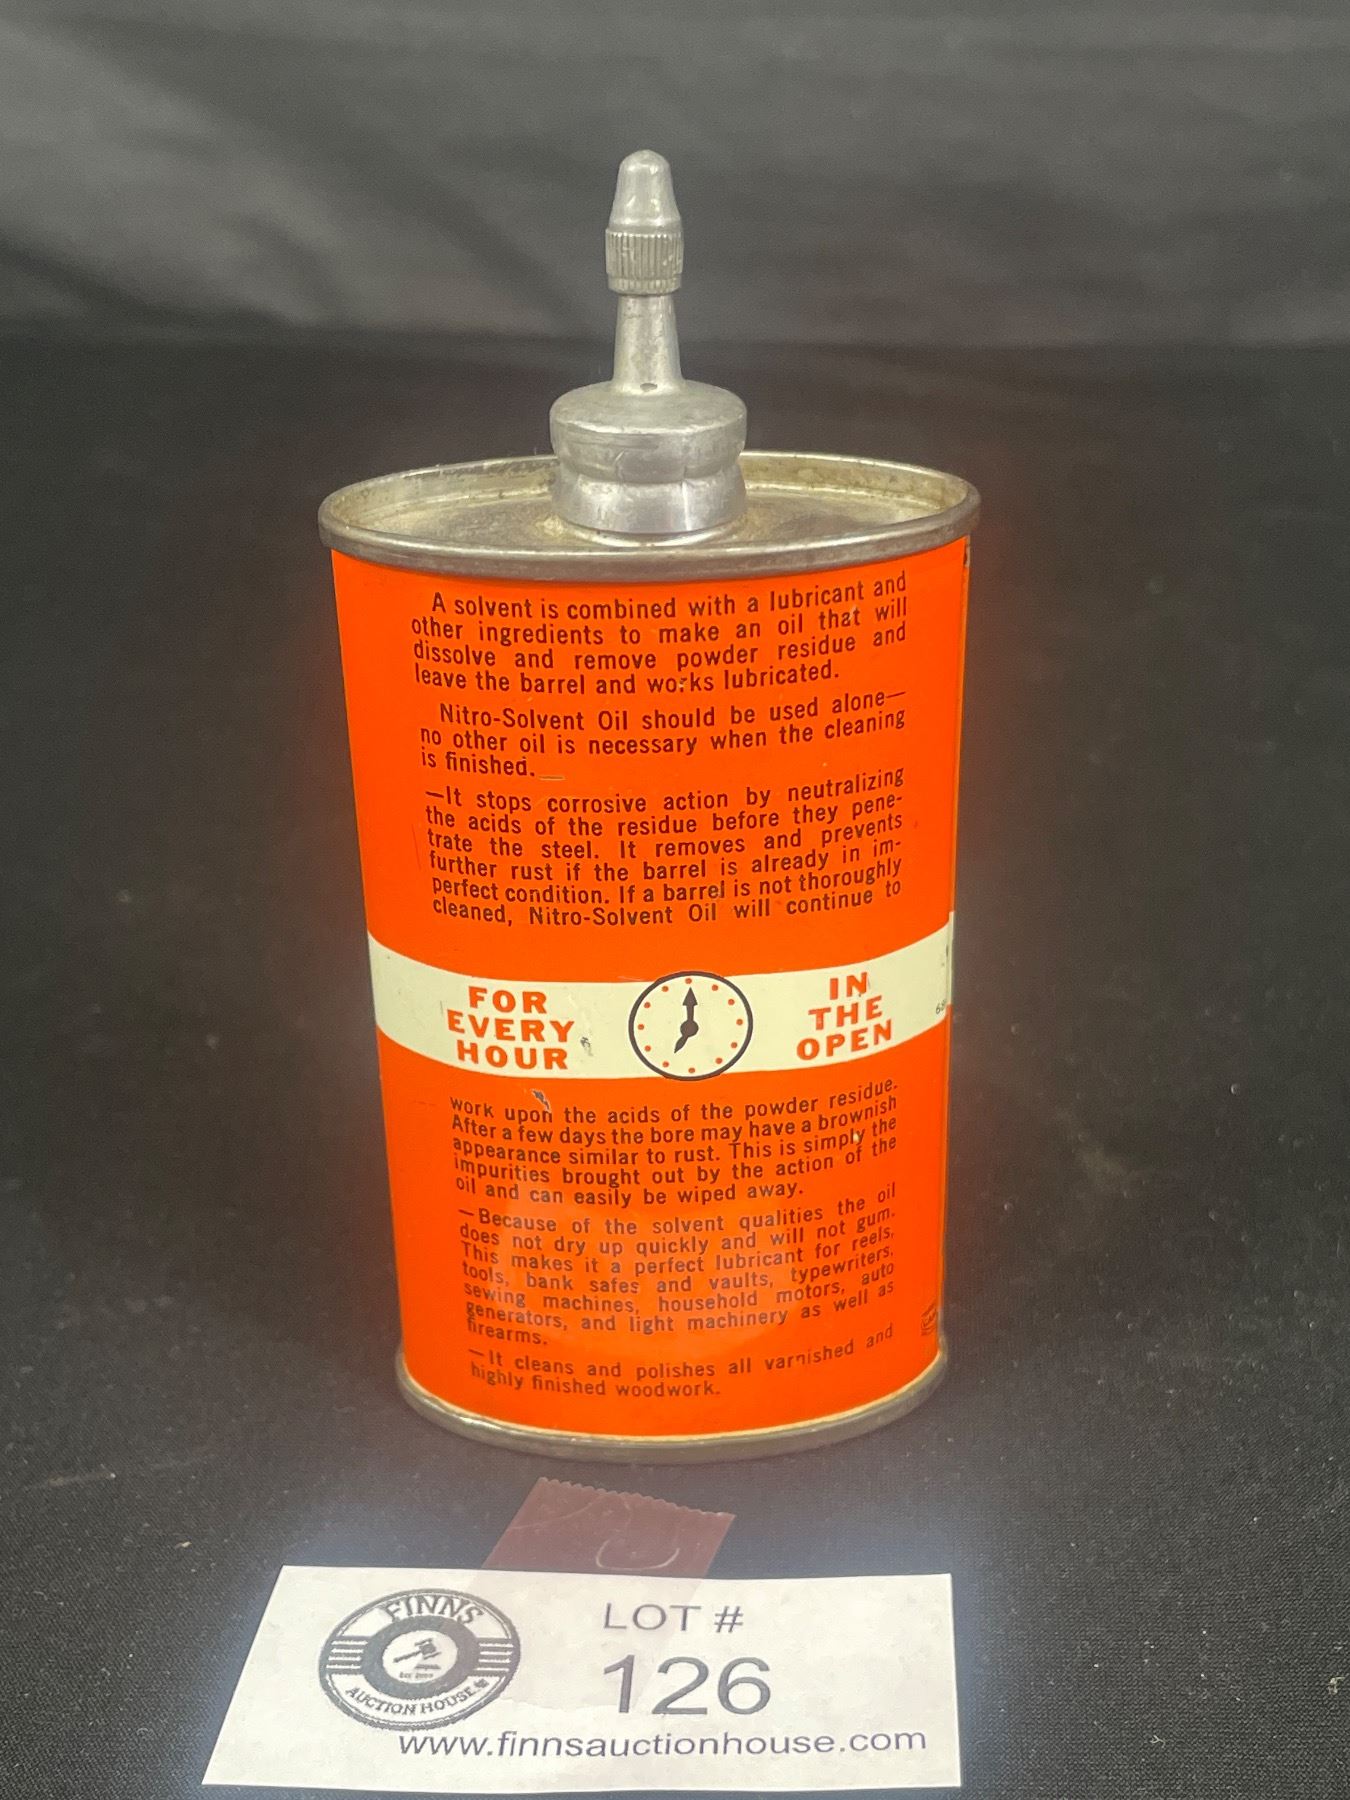 A solvent is combined with a lubricant and
other ingredients to make an oil that will
dissolve and remove powder residue and
leave the barrel and works lubricated.
Nitro-Solvent Oil should be used alone—
no other oil is necessary when the cleaning
is finished.
—It stops corrosive action by neutralizing
the acids of the residue before they pene-
trate the steel. It removes and prevents
further rust if the barrel is already in im-
perfect condition. If a barrel is not thoroughly
cleaned, Nitro-Solvent Oil will continue to
FOR
EVERY
HOUR
IN
THE
OPEN
work upon the acids of the powder residue.
After a few days the bore may have a brownish
appearance similar to rust. This is simply the
impurities brought out by the action of the
oil and can easily be wiped away.
—Because of the solvent qualities the oil
does not dry up quickly and will not gum.
This makes it a perfect lubricant for reels,
tools, bank safes and vaults, typewriters,
sewing machines, household motors, auto
generators, and light machinery as well as
firearms.
—It cleans and polishes all varnished and
highly finished woodwork.
FINNS
AUCTION HOUSE
LOT #
126
www.finnsauctionhouse.com